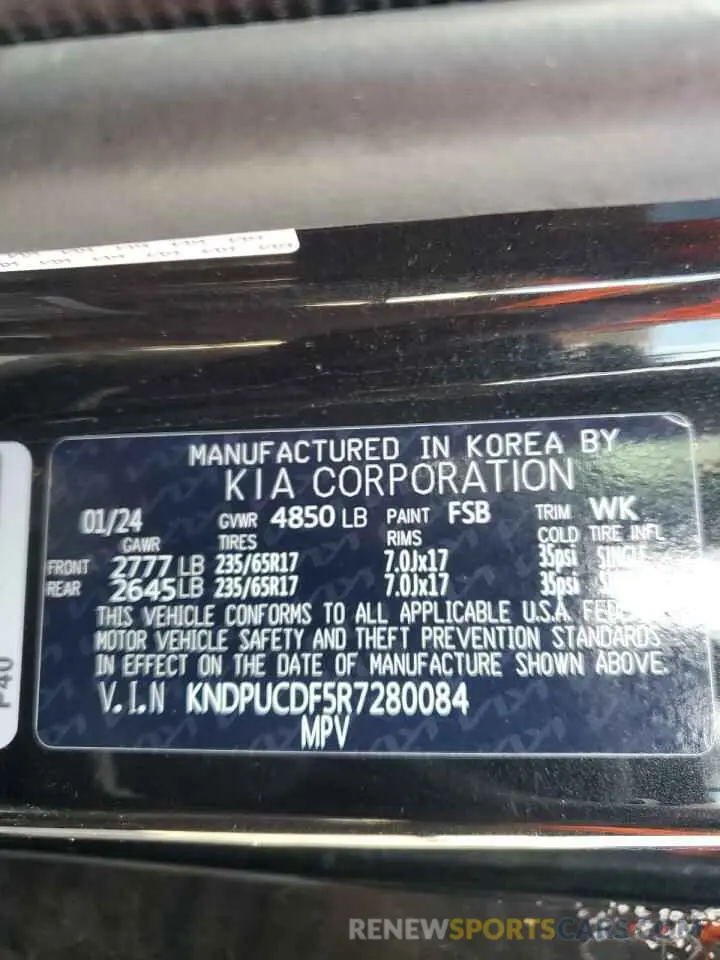 MANUFACTURED IN KOREA BY
KIA CORPORATION
01/24 GVWR 4850 LB PAINT FSB TRIM WK
GAWR TIRES RIMS COLD TIRE INFL
FRONT 2777 LB 235/65R17 7.0Jx17 35psi SINGLE
REAR 2645 LB 235/65R17 7.0Jx17 35psi
THIS VEHICLE CONFORMS TO ALL APPLICABLE U.S.A.
MOTOR VEHICLE SAFETY AND THEFT PREVENTION STANDARDS
IN EFFECT ON THE DATE OF MANUFACTURE SHOWN ABOVE.
V.I.N KNDPUCDF5R7280084
MPV
P40
RENEWSPORTSCARS.COM